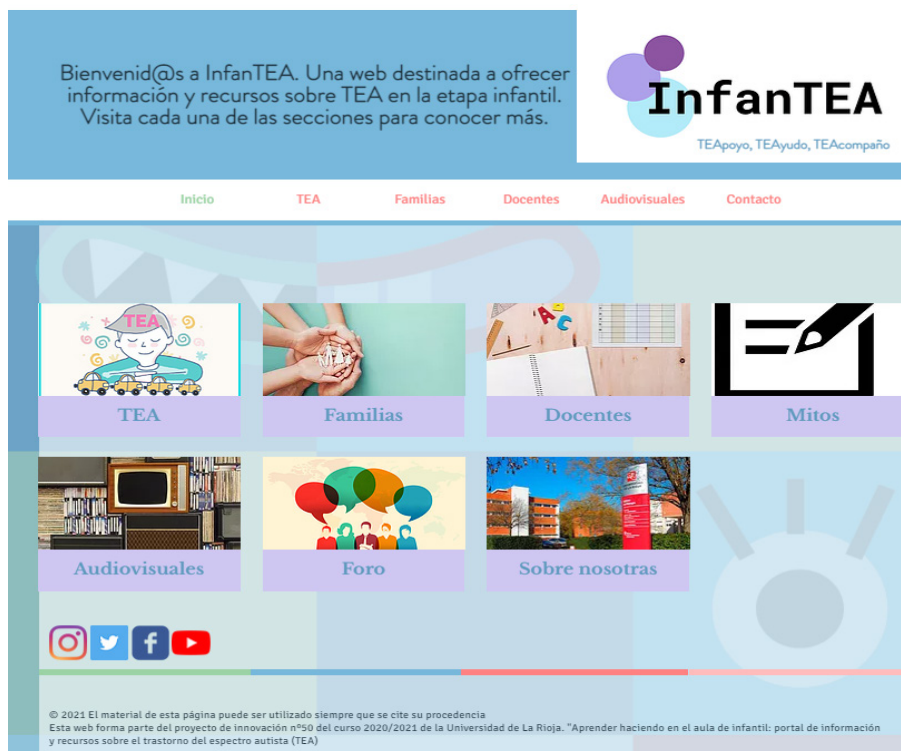 Bienvenid@s a InfanTEA. Una web destinada a ofrecer
información y recursos sobre TEA en la etapa infantil.
Visita cada una de las secciones para conocer más.
InfanTEA
TEApoyo, TEAyudo, TEAcompaño
Inicio TEA Familias Docentes Audiovisuales Contacto
TEA
A C
TEA Familias Docentes Mitos
Audiovisuales Foro Sobre nosotras
© 2021 El material de esta página puede ser utilizado siempre que se cite su procedencia
Esta web forma parte del proyecto de innovación nº50 del curso 2020/2021 de la Universidad de La Rioja. "Aprender haciendo en el aula de infantil: portal de información
y recursos sobre el trastorno del espectro autista (TEA)